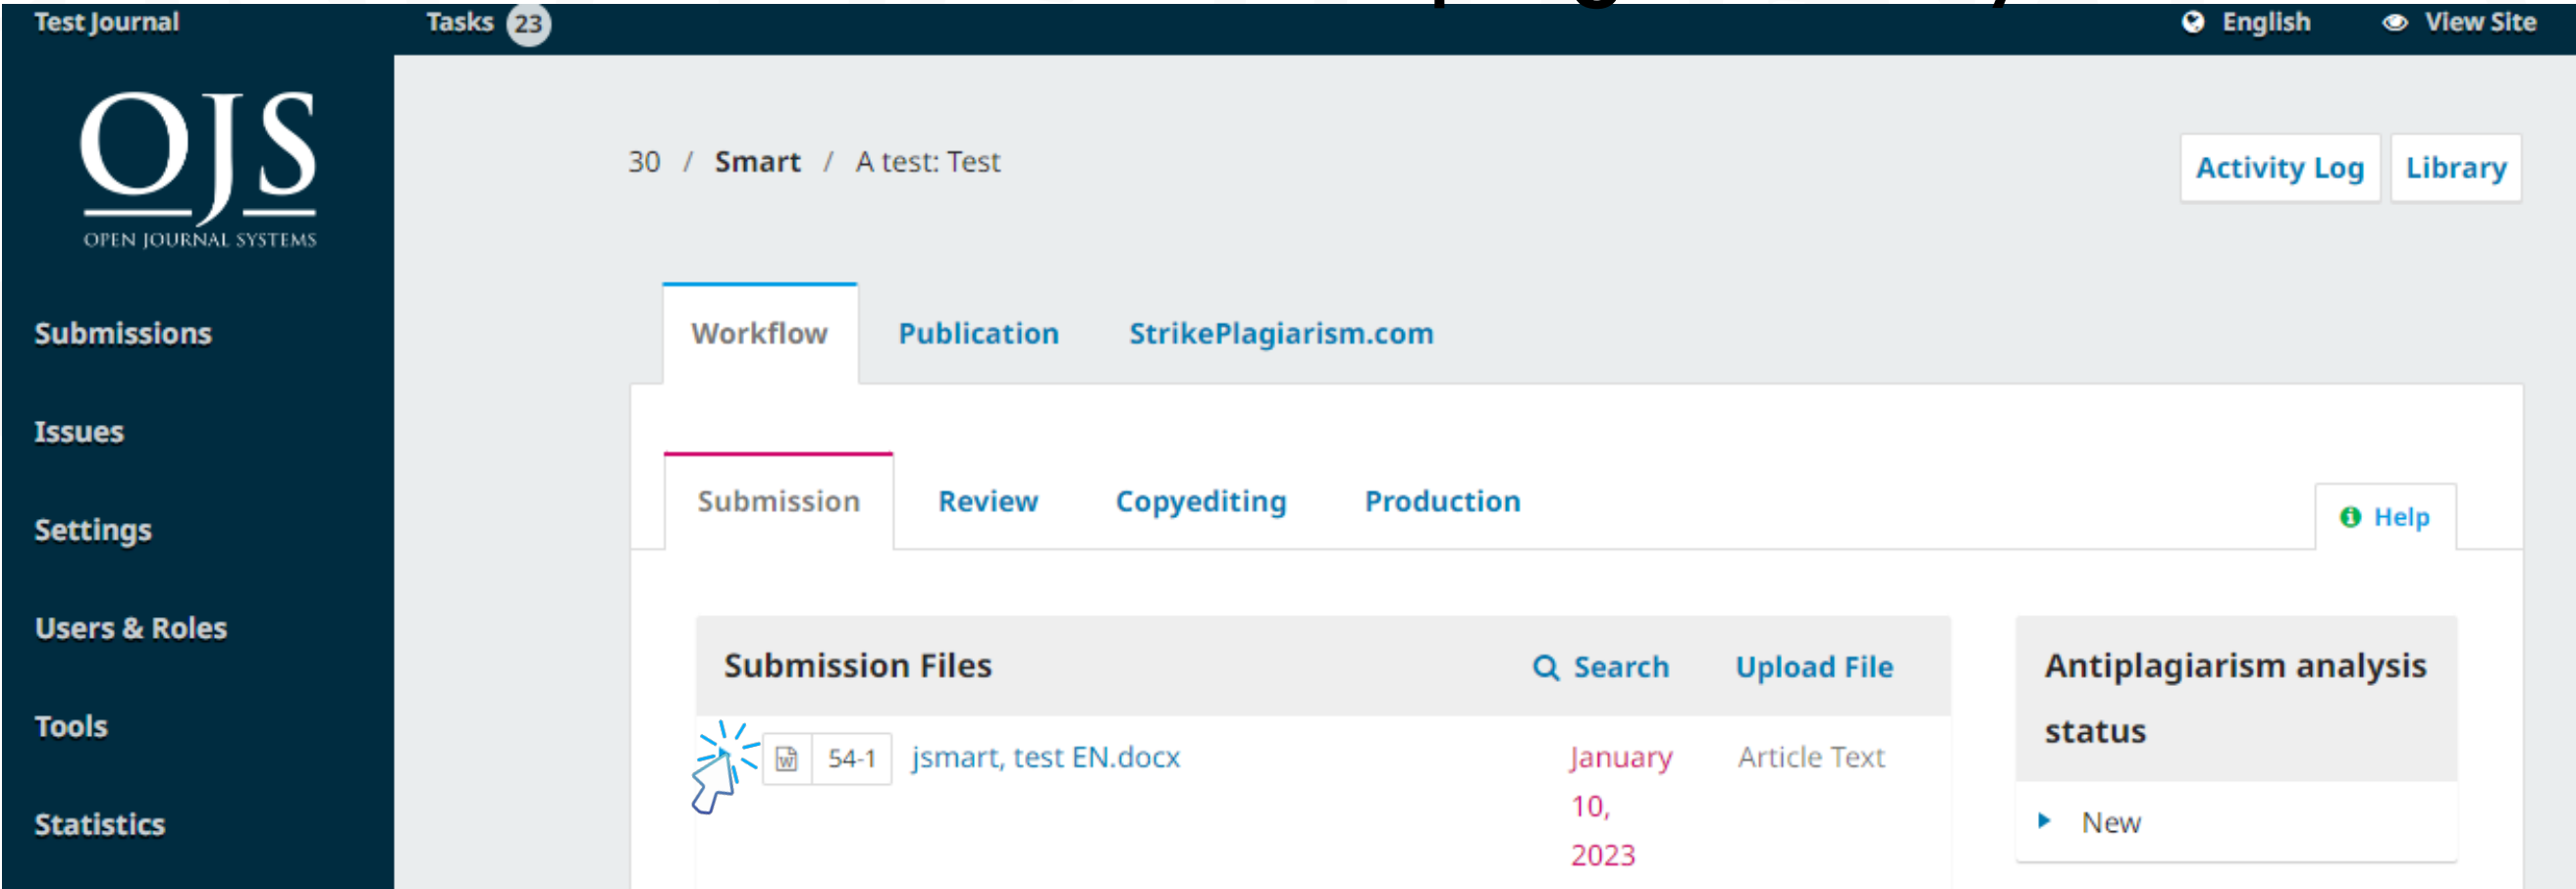 Test Journal
Tasks 23
English
View Site
OJS
OPEN JOURNAL SYSTEMS
30 / Smart / A test: Test
Activity Log
Library
Submissions
Issues
Settings
Users & Roles
Tools
Statistics
Workflow
Publication
StrikePlagiarism.com
Submission
Review
Copyediting
Production
Help
Submission Files
Search
Upload File
54-1
jsmart, test EN.docx
January
10,
2023
Article Text
Antiplagiarism analysis
status
New